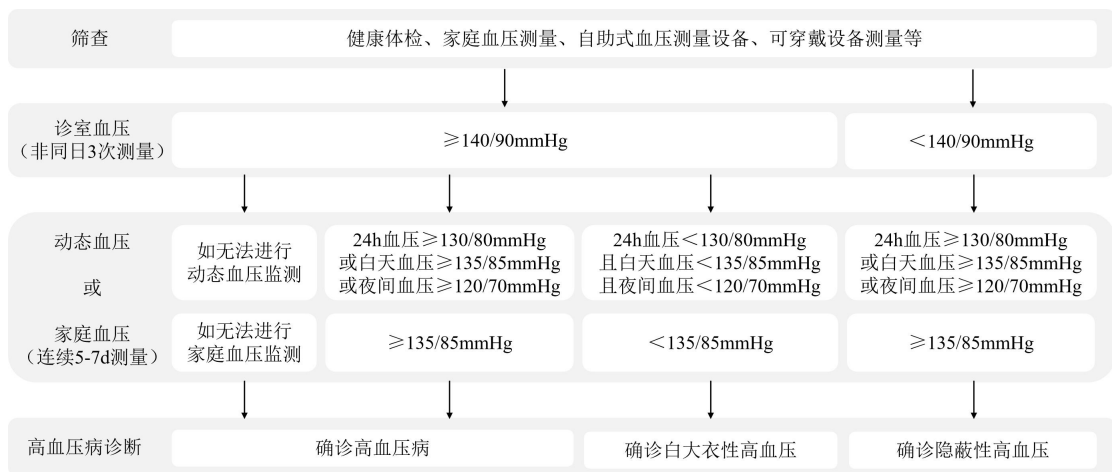 筛查
健康体检、家庭血压测量、自助式血压测量设备、可穿戴设备测量等
诊室血压
（非同日3次测量）
≥140/90mmHg
＜140/90mmHg
动态血压
或
家庭血压
（连续5-7d测量）
如无法进行
动态血压监测
24h血压≥130/80mmHg
或白天血压≥135/85mmHg
或夜间血压≥120/70mmHg
24h血压＜130/80mmHg
且白天血压＜135/85mmHg
且夜间血压＜120/70mmHg
24h血压≥130/80mmHg
或白天血压≥135/85mmHg
或夜间血压≥120/70mmHg
如无法进行
家庭血压监测
≥135/85mmHg
＜135/85mmHg
≥135/85mmHg
高血压病诊断
确诊高血压病
确诊白大衣性高血压
确诊隐蔽性高血压